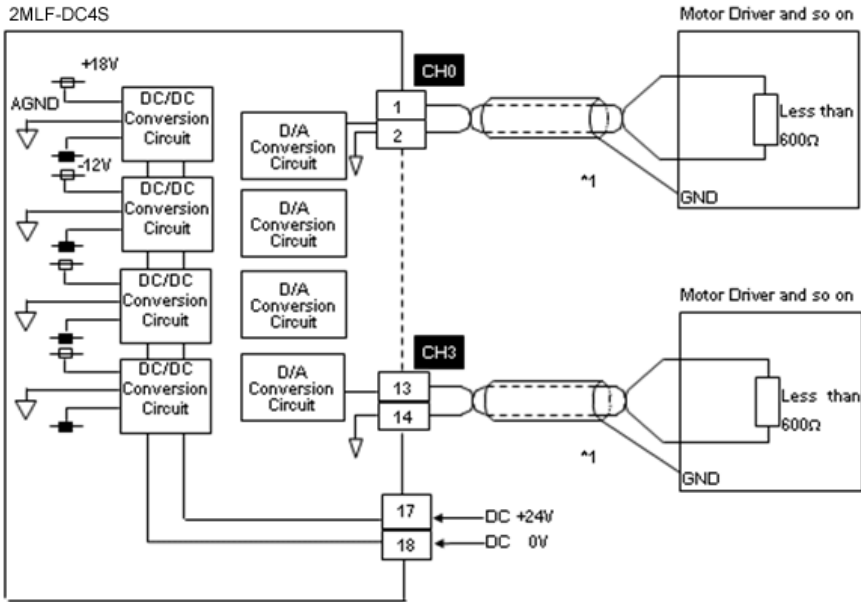 2MLF-DC4S
Motor Driver and so on
+18V
AGND
DC/DC
Conversion
Circuit
-12V
DC/DC
Conversion
Circuit
DC/DC
Conversion
Circuit
DC/DC
Conversion
Circuit
D/A
Conversion
Circuit
D/A
Conversion
Circuit
D/A
Conversion
Circuit
D/A
Conversion
Circuit
CH0
1
2
*1
Less than
600Ω
GND
Motor Driver and so on
CH3
13
14
*1
Less than
600Ω
GND
17
DC +24V
18
DC 0V